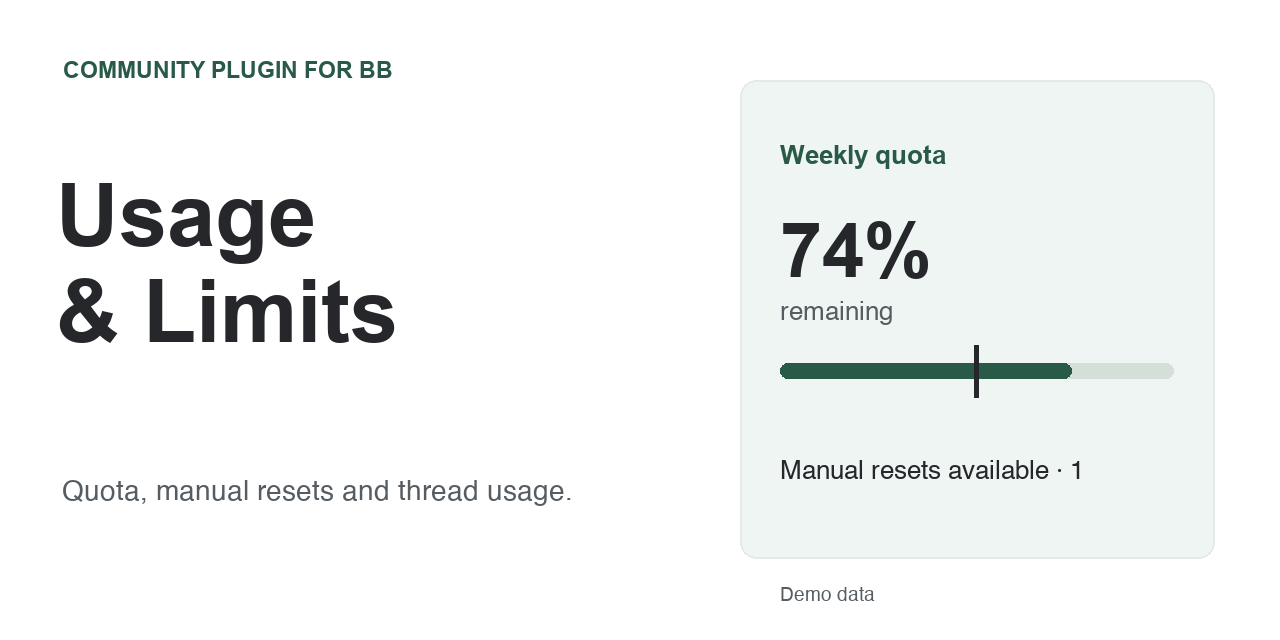 COMMUNITY PLUGIN FOR BB
Usage
& Limits
Quota, manual resets and thread usage.
Weekly quota
74%
remaining
Manual resets available · 1
Demo data